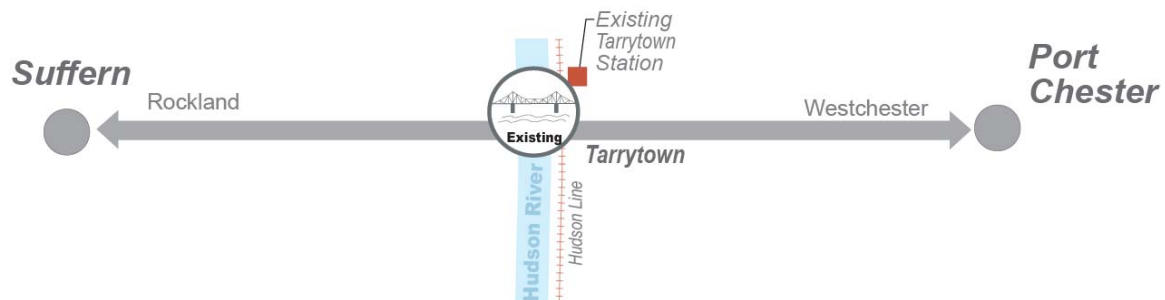 Suffern
Rockland
Existing
Tarrytown
Station
Port
Chester
Westchester
Existing
Tarrytown
Hudson River
Hudson Line